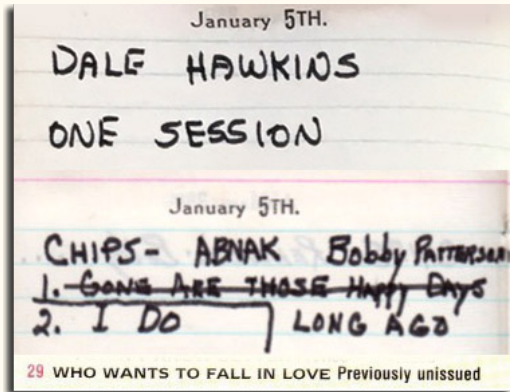 January 5TH.
DALE HAWKINS
ONE SESSION
January 5TH.
CHIPS- ABNAK Bobby PATTERSON
1. GONE ARE THOSE HAPPY DAYS
2. I DO LONG AGO
29 WHO WANTS TO FALL IN LOVE Previously unissued